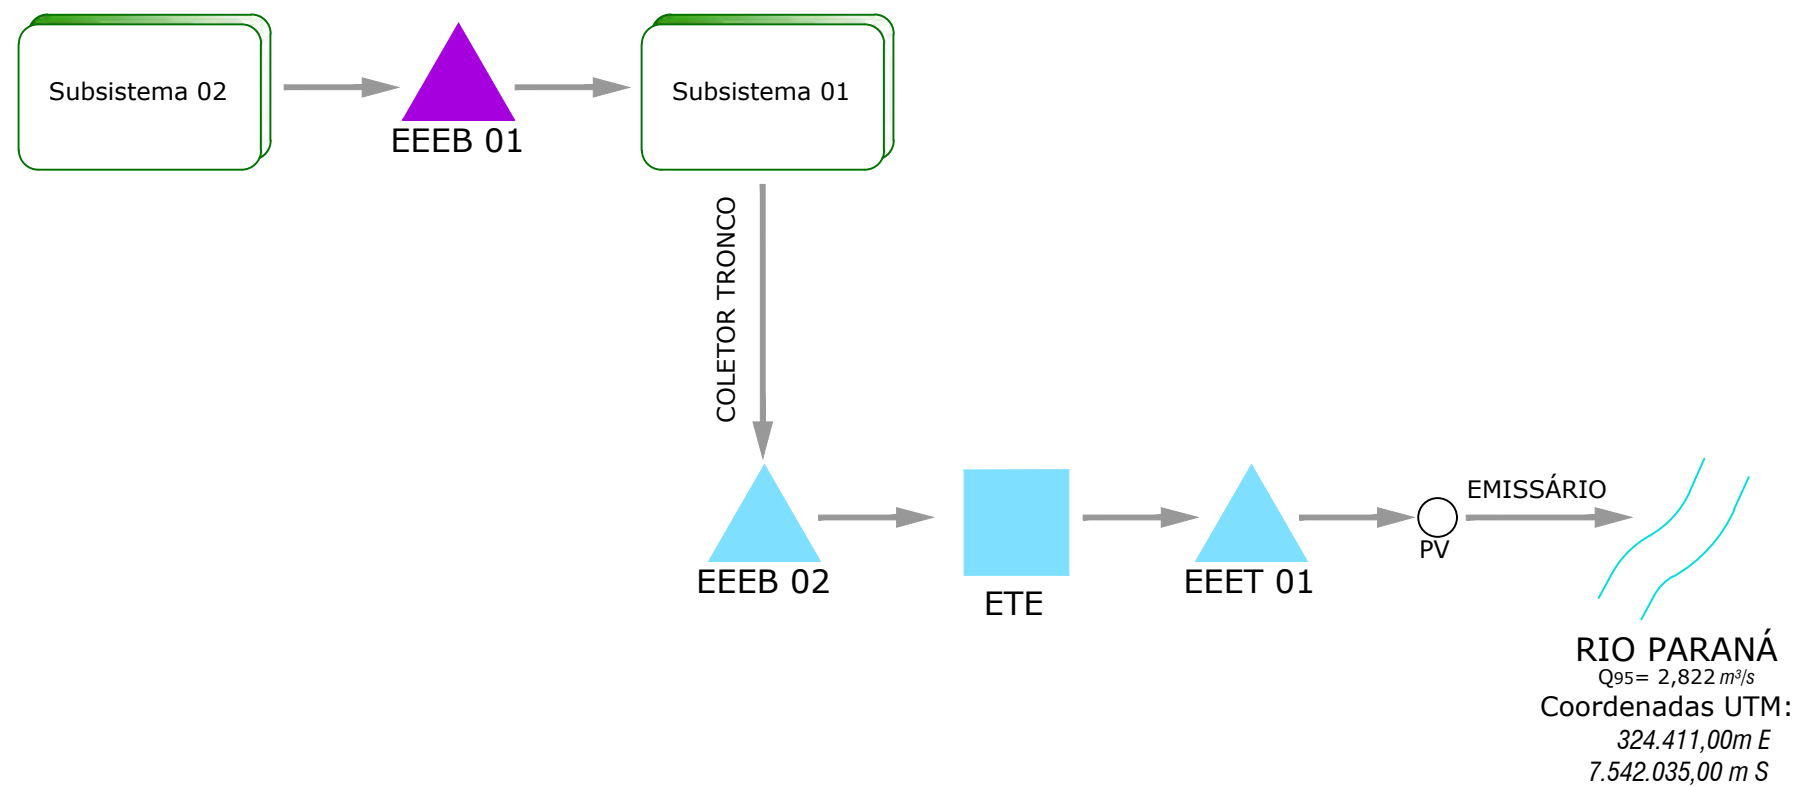 Subsistema 02
EEEB 01
Subsistema 01
COLETOR TRONCO
EEEB 02
ETE
EEET 01
PV
EMISSÁRIO
RIO PARANÁ
Q95= 2,822 m³/s
Coordenadas UTM:
324.411,00m E
7.542.035,00 m S